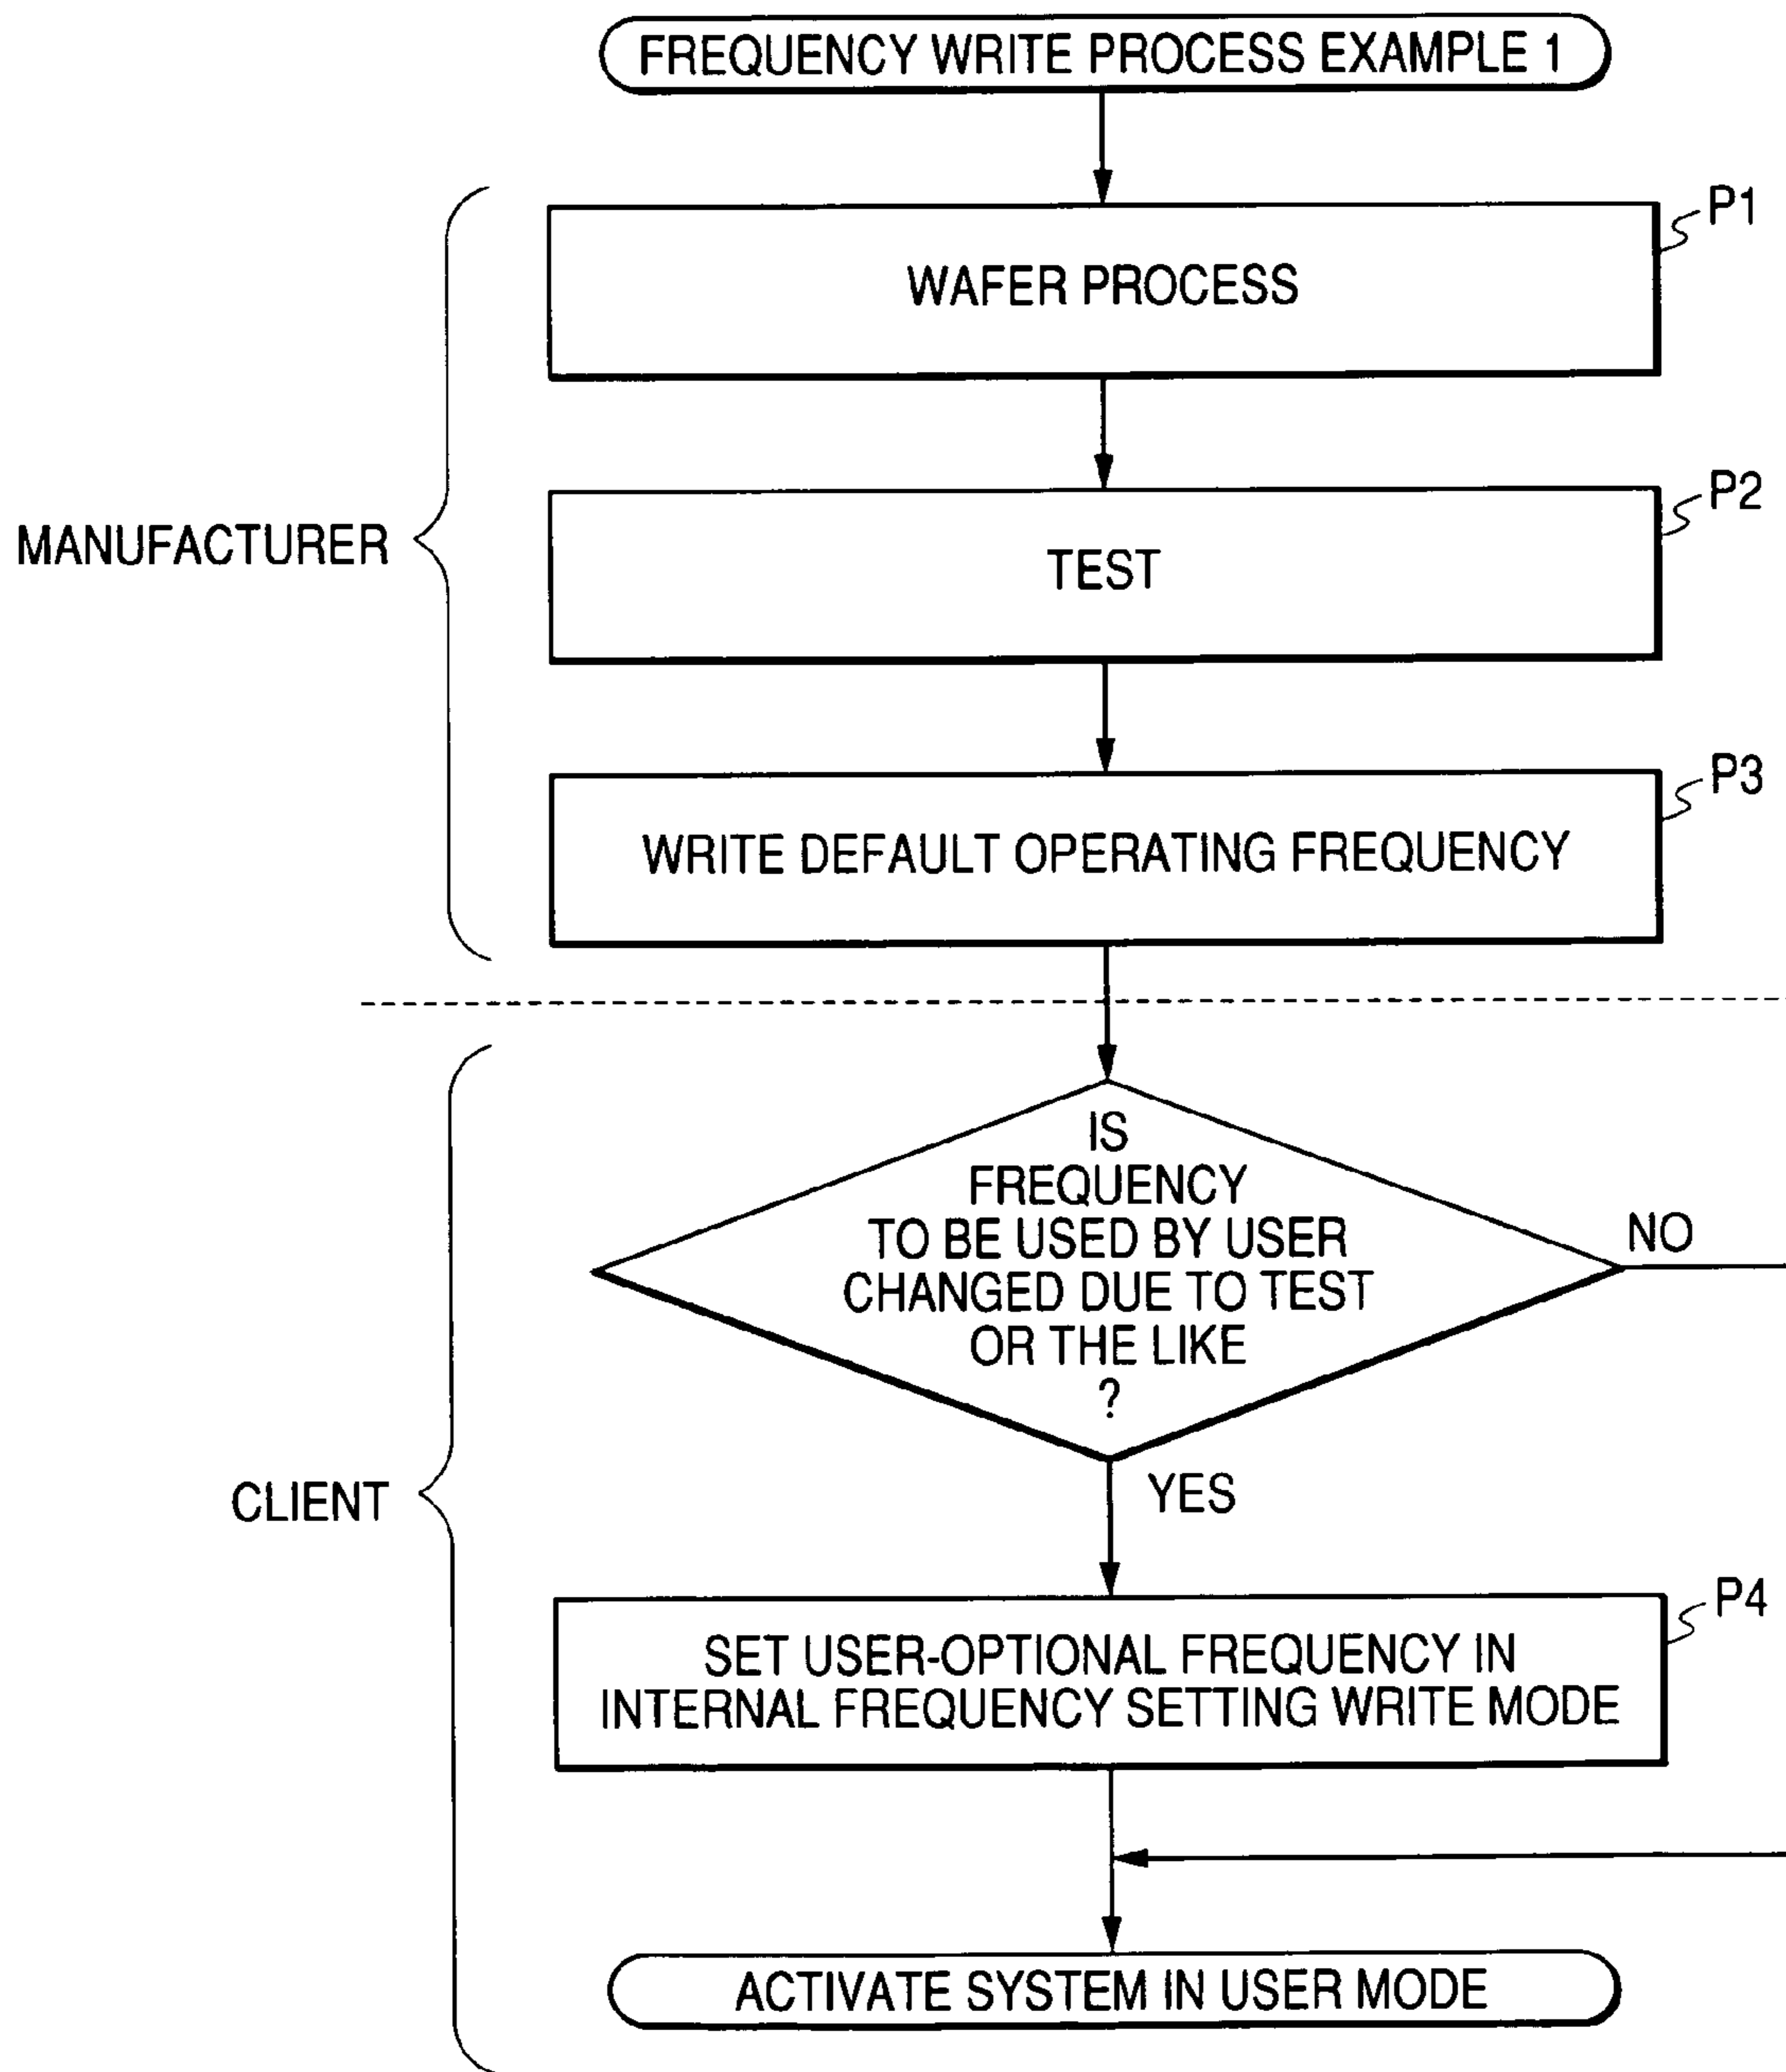 FREQUENCY WRITE PROCESS EXAMPLE 1
P1
WAFER PROCESS
P2
TEST
MANUFACTURER
P3
WRITE DEFAULT OPERATING FREQUENCY
IS
FREQUENCY
TO BE USED BY USER
CHANGED DUE TO TEST
OR THE LIKE
?
NO
YES
CLIENT
P4
SET USER-OPTIONAL FREQUENCY IN
INTERNAL FREQUENCY SETTING WRITE MODE
ACTIVATE SYSTEM IN USER MODE